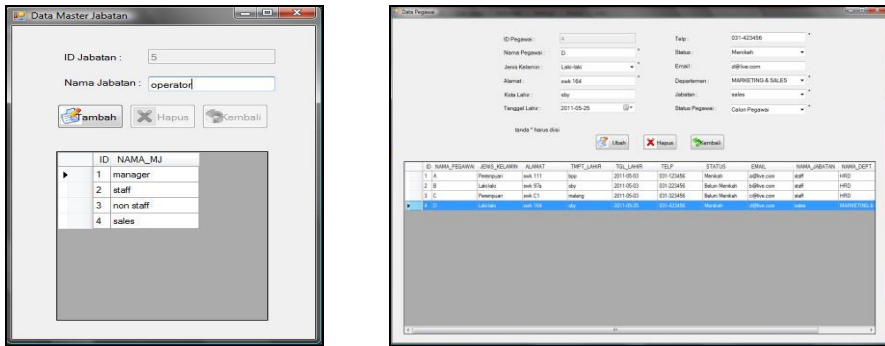 Data Master Jabatan
ID Jabatan : 5
Nama Jabatan : operator
Tambah Hapus Kembali
ID NAMA_MJ
1 manager
2 staff
3 non staff
4 sales
Data Pegawai
ID Pegawai : 4
Nama Pegawai : D *
Jenis Kelamin : Laki-laki *
Alamat : swk 164 *
Kota Lahir : sby
Tanggal Lahir : 2011-05-25
Telp : 031-423456 *
Status : Menikah
Email : d@live.com
Departemen : MARKETING & SALES *
Jabatan : sales *
Status Pegawai : Calon Pegawai
tanda * harus diisi
Ubah Hapus Kembali
ID NAMA_PEGAWAI JENIS_KELAMIN ALAMAT TMPT_LAHIR TGL_LAHIR TELP STATUS EMAIL NAMA_JABATAN NAMA_DEPT
1 A Perempuan swk 111 bpp 2011-05-03 031-123456 Menikah a@live.com staff HRD
2 B Laki-laki swk 97a sby 2011-05-03 031-223456 Belum Menikah b@live.com staff HRD
3 C Perempuan swk C1 malang 2011-05-03 031-323456 Belum Menikah c@live.com staff HRD
4 D Laki-laki swk 164 sby 2011-05-25 031-423456 Menikah d@live.com sales MARKETING &